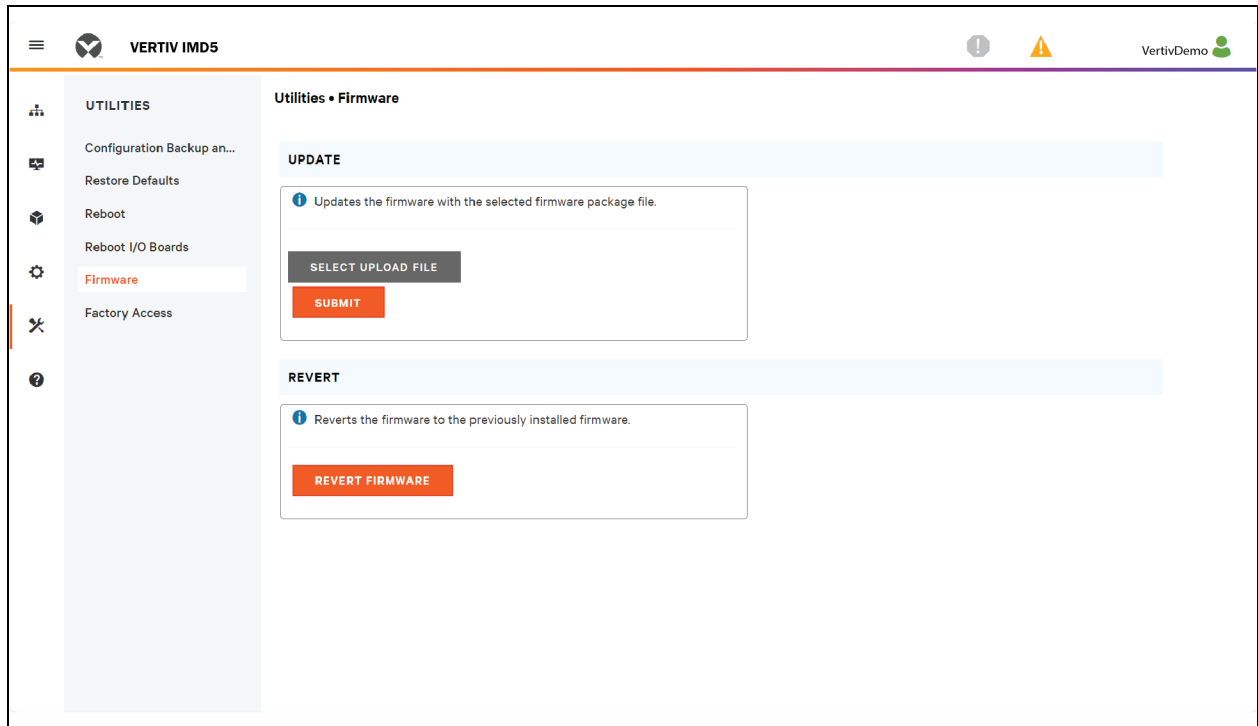 VERTIV IMD5
VertivDemo
UTILITIES
Configuration Backup an...
Restore Defaults
Reboot
Reboot I/O Boards
Firmware
Factory Access
Utilities • Firmware
UPDATE
Updates the firmware with the selected firmware package file.
SELECT UPLOAD FILE
SUBMIT
REVERT
Reverts the firmware to the previously installed firmware.
REVERT FIRMWARE